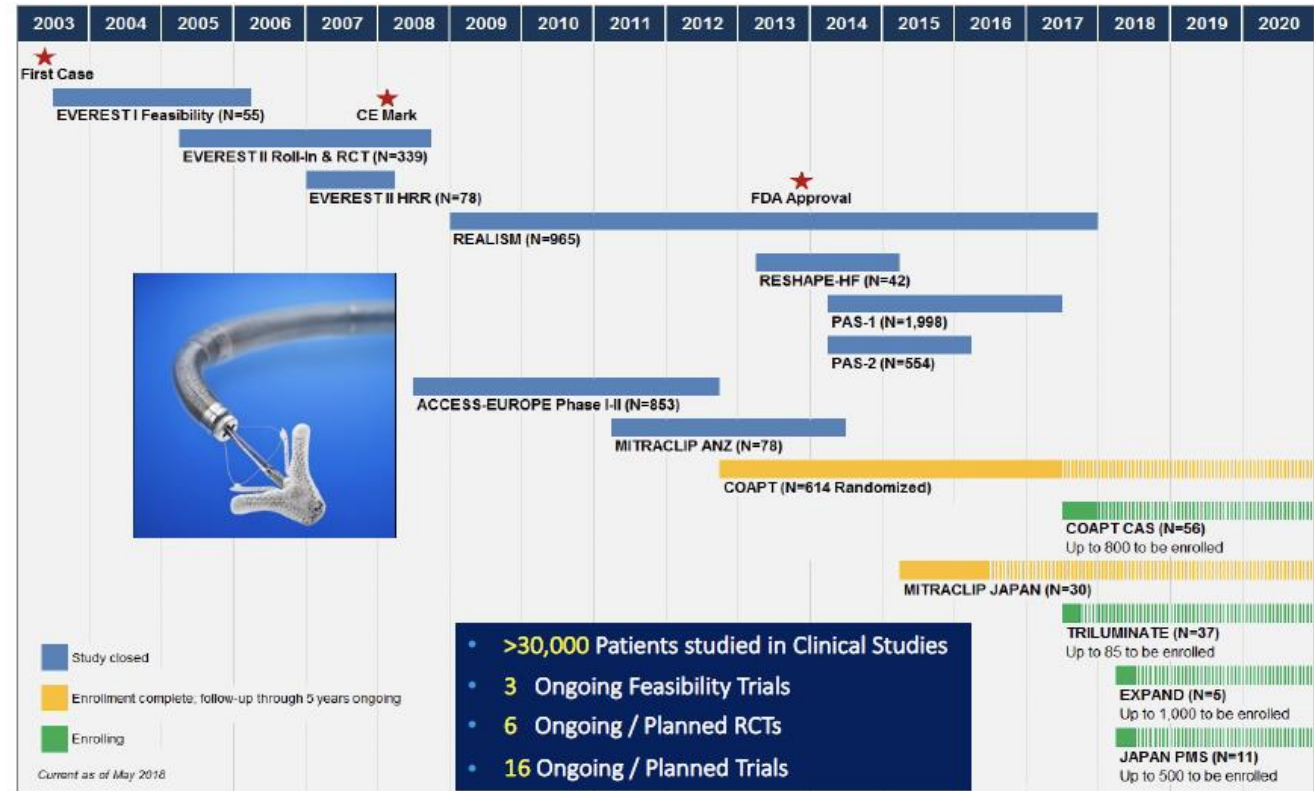 2003 2004 2005 2006 2007 2008 2009 2010 2011 2012 2013 2014 2015 2016 2017 2018 2019 2020
First Case
EVEREST I Feasibility (N=55)
CE Mark
EVEREST II Roll-in & RCT (N=339)
EVEREST II HRR (N=78)
FDA Approval
REALISM (N=965)
RESHAPE-HF (N=42)
PAS-1 (N=1,998)
PAS-2 (N=554)
ACCESS-EUROPE Phase I-II (N=853)
MITRACLIP ANZ (N=78)
COAPT (N=614 Randomized)
COAPT CAS (N=56)
Up to 800 to be enrolled
MITRACLIP JAPAN (N=30)
TRILUMINATE (N=37)
Up to 85 to be enrolled
EXPAND (N=5)
Up to 1,000 to be enrolled
JAPAN PMS (N=11)
Up to 500 to be enrolled
Study closed
Enrollment complete; follow-up through 5 years ongoing
Enrolling
Current as of May 2018
• >30,000 Patients studied in Clinical Studies
• 3 Ongoing Feasibility Trials
• 6 Ongoing / Planned RCTs
• 16 Ongoing / Planned Trials